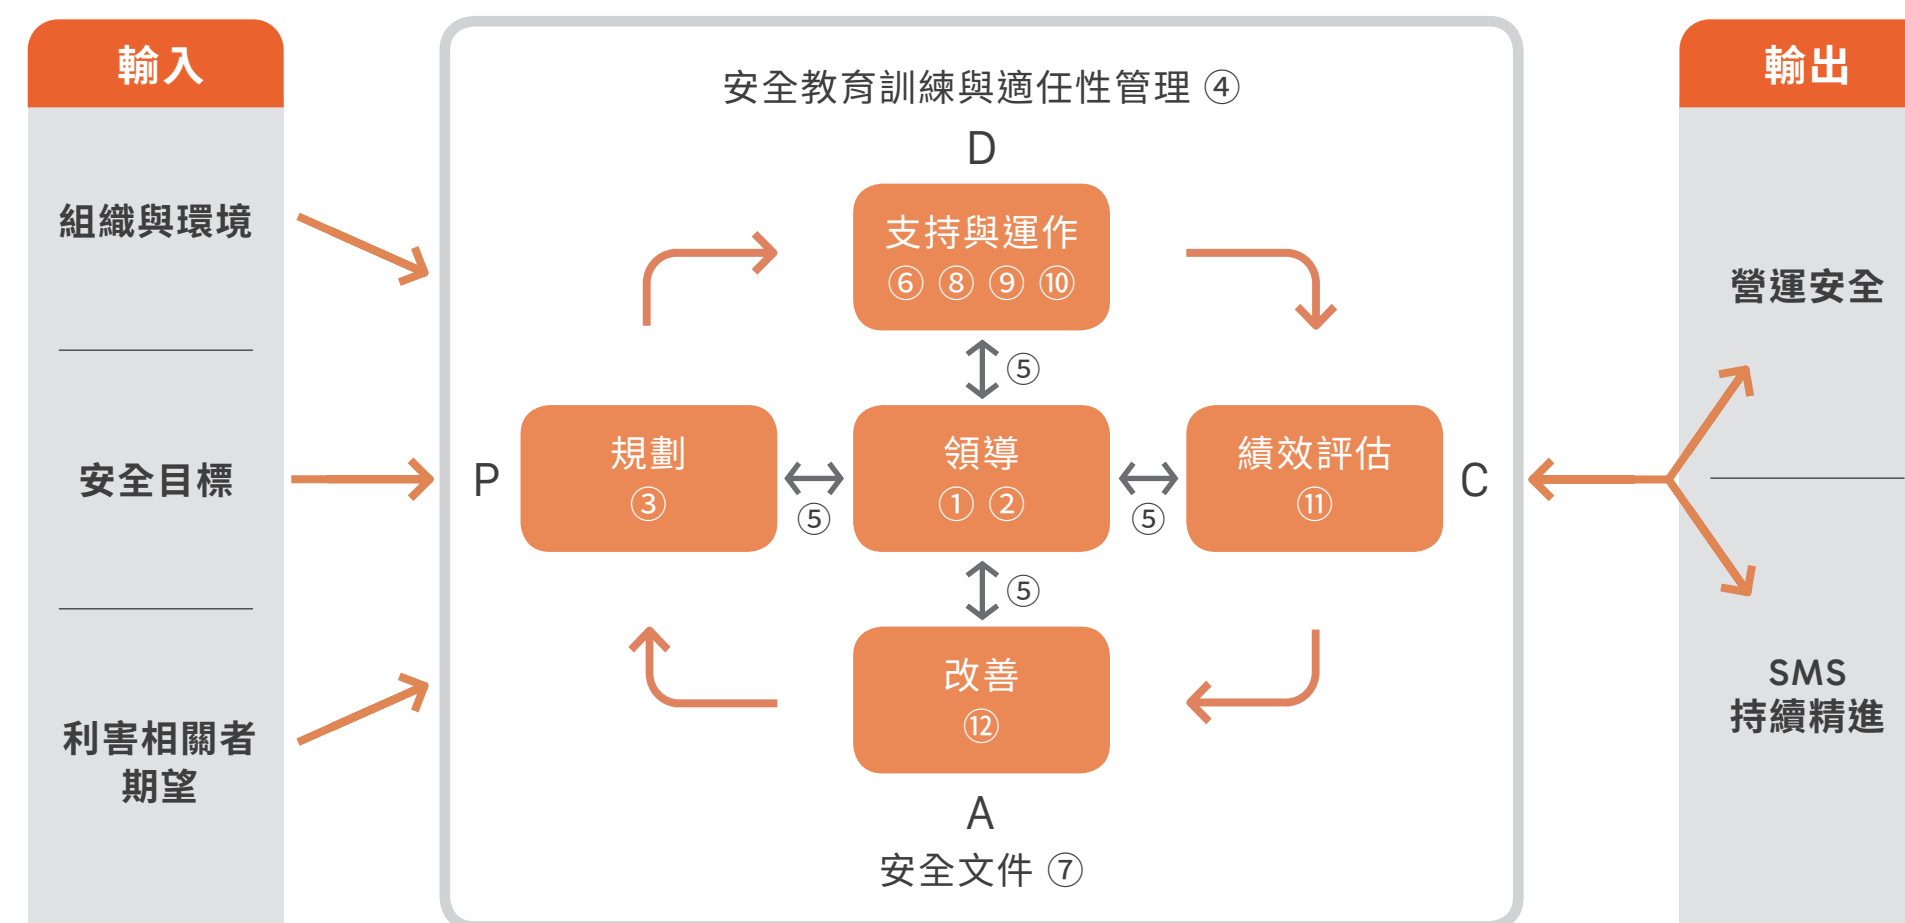 輸入
組織與環境
安全目標
利害相關者
期望
安全教育訓練與適任性管理 ④
D
支持與運作
⑥ ⑧ ⑨ ⑩
⑤
P
規劃
③
⑤
領導
① ②
⑤
績效評估
⑪
C
⑤
改善
⑫
A
安全文件 ⑦
輸出
營運安全
SMS
持續精進